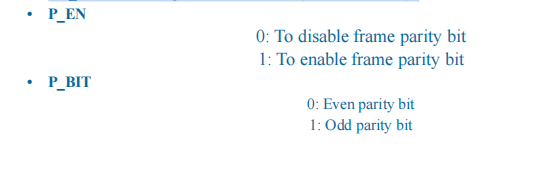 • P_EN
0: To disable frame parity bit
1: To enable frame parity bit
• P_BIT
0: Even parity bit
1: Odd parity bit